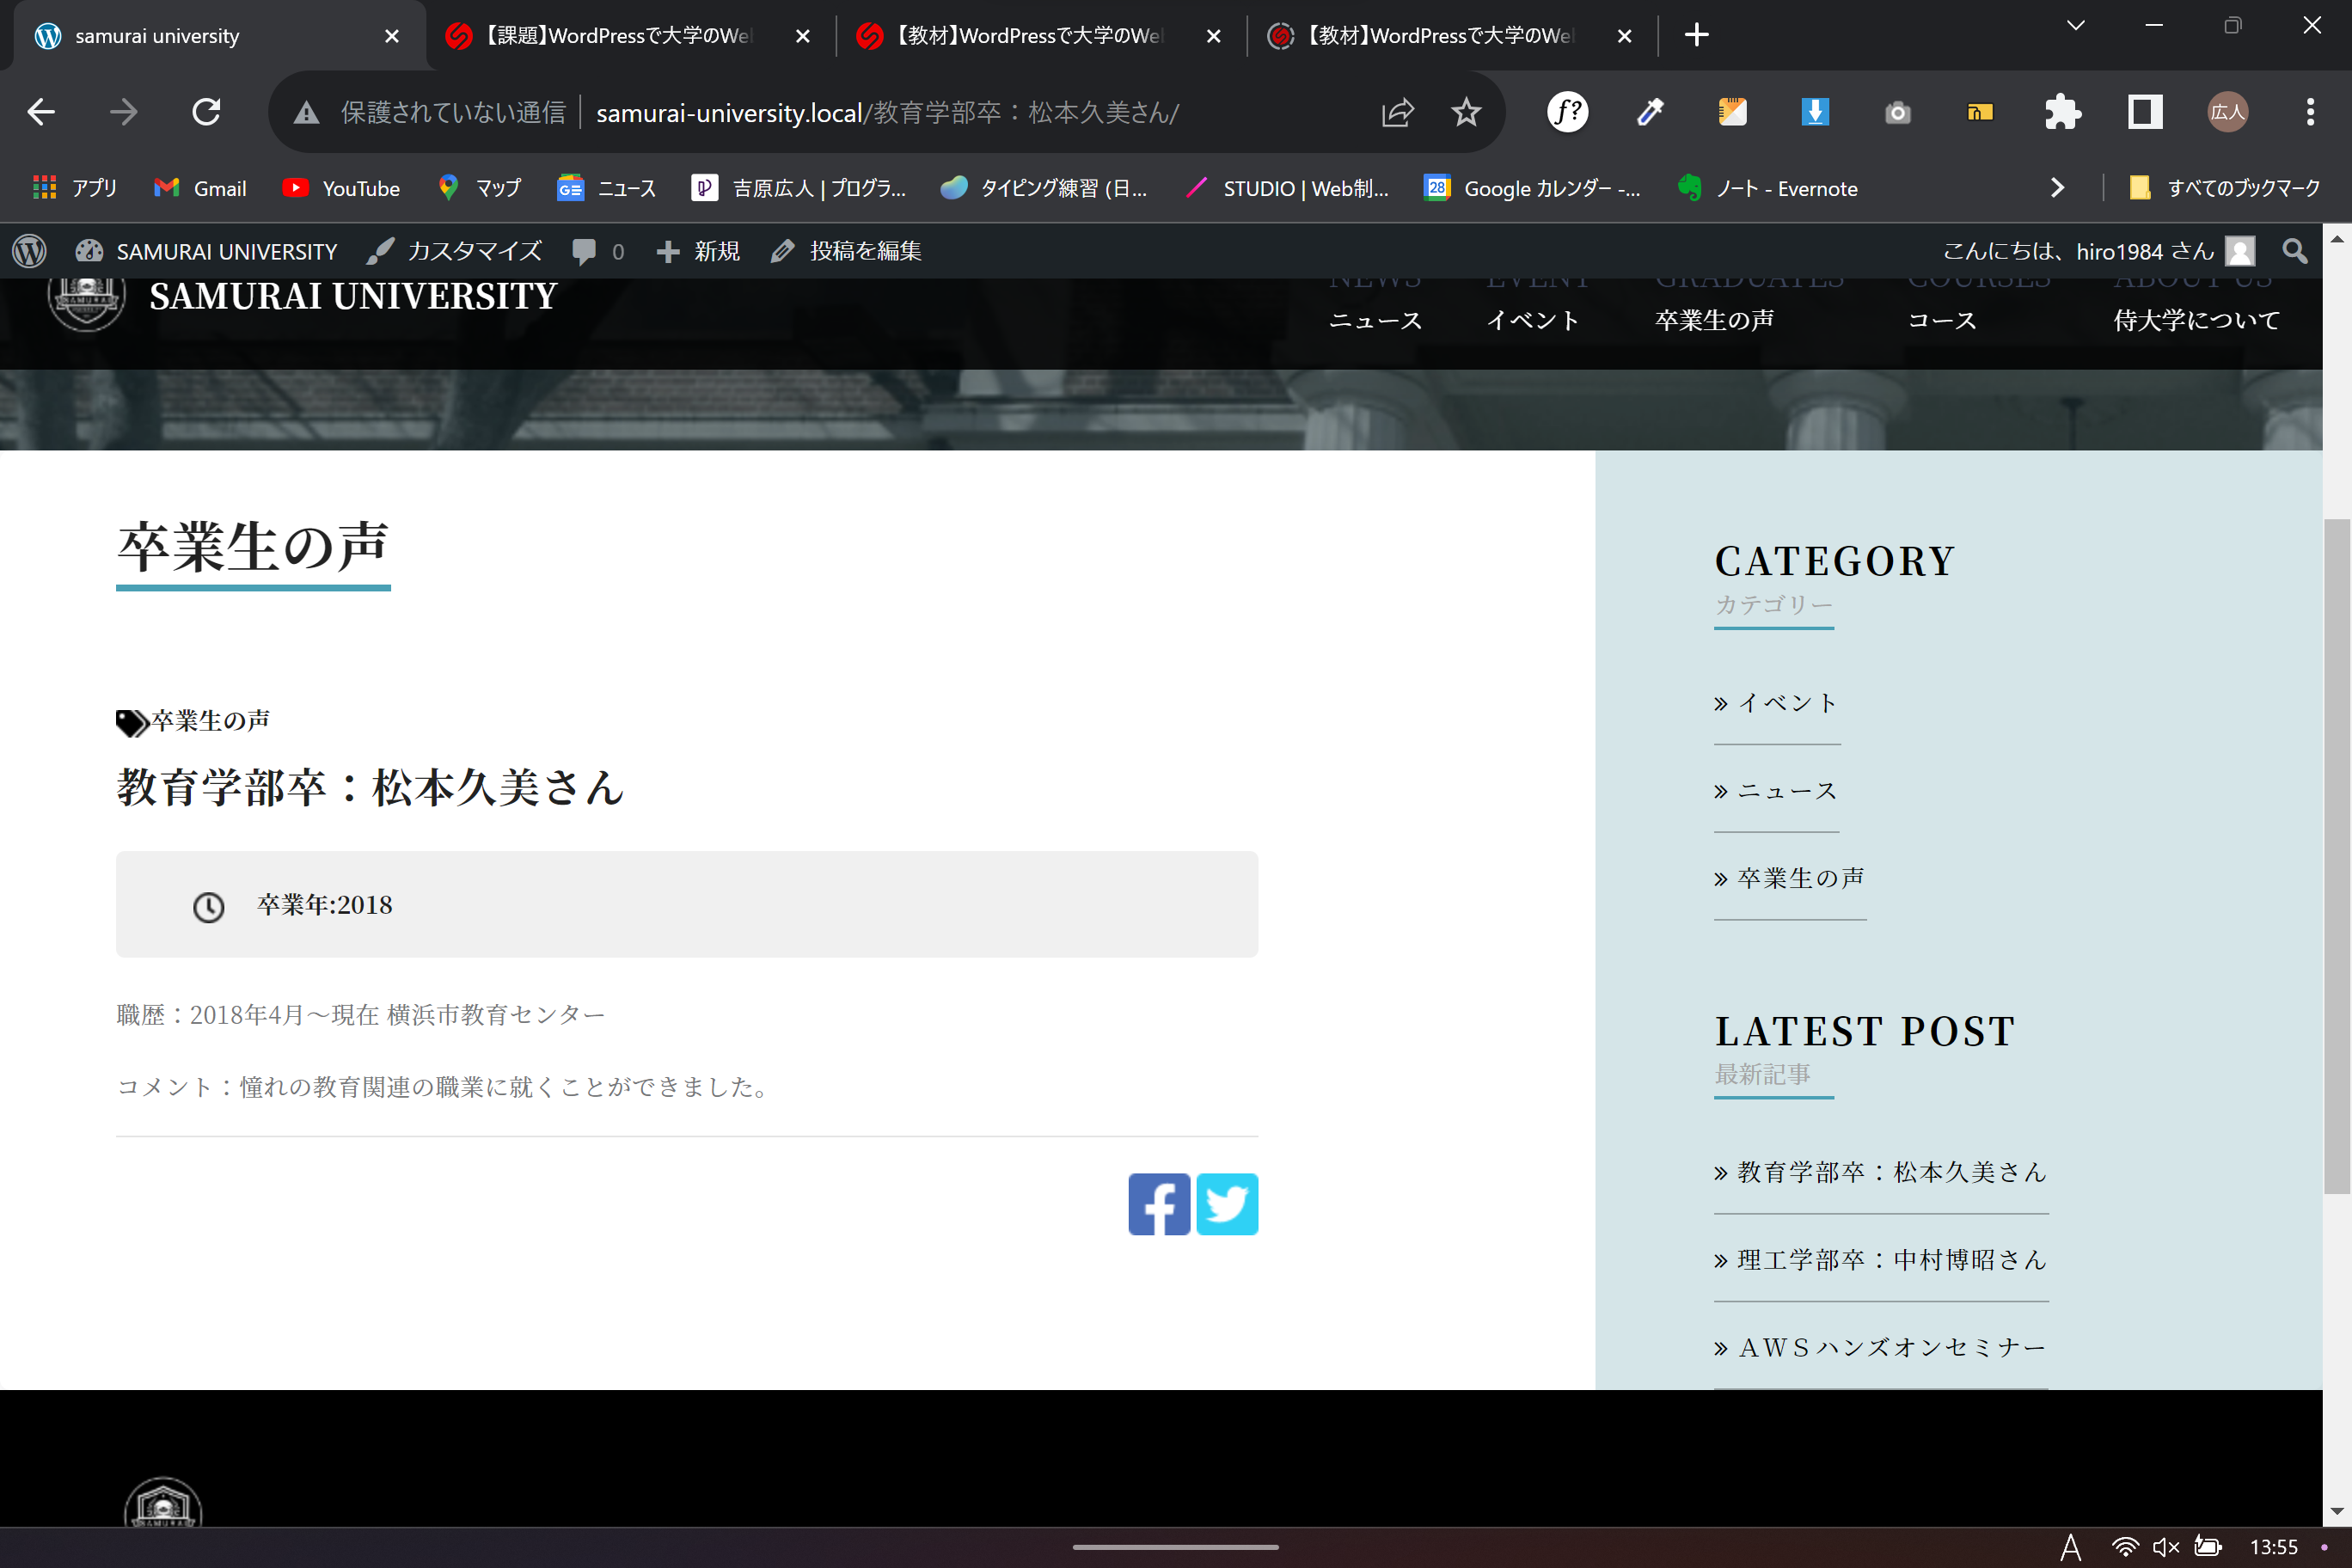 samurai university
【課題】WordPressで大学のWel
【教材】WordPressで大学のWel
【教材】WordPressで大学のWel
保護されていない通信 samurai-university.local/教育学部卒：松本久美さん/
f?
広人
アプリ Gmail YouTube マップ ニュース 吉原広人 | プログラ... タイピング練習 (日... STUDIO | Web制... 28 Google カレンダー -... ノート - Evernote すべてのブックマーク
SAMURAI UNIVERSITY カスタマイズ 0 新規 投稿を編集 こんにちは、hiro1984 さん
NEWS EVENT GRADUATES COURSES ABOUT US
SAMURAI UNIVERSITY
ニュース イベント 卒業生の声 コース 侍大学について
卒業生の声
卒業生の声
教育学部卒：松本久美さん
卒業年:2018
職歴：2018年4月〜現在 横浜市教育センター
コメント：憧れの教育関連の職業に就くことができました。
CATEGORY
カテゴリー
» イベント
» ニュース
» 卒業生の声
LATEST POST
最新記事
» 教育学部卒：松本久美さん
» 理工学部卒：中村博昭さん
» ＡＷＳハンズオンセミナー
SAMURAI
A 13:55